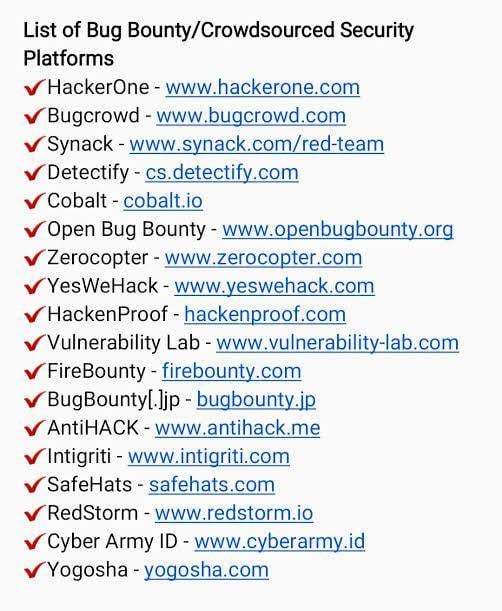 List of Bug Bounty/Crowdsourced Security
Platforms
✓HackerOne - www.hackerone.com
✓Bugcrowd - www.bugcrowd.com
✓Synack - www.synack.com/red-team
✓Detectify - cs.detectify.com
✓Cobalt - cobalt.io
✓Open Bug Bounty - www.openbugbounty.org
✓Zerocopter - www.zerocopter.com
✓YesWeHack - www.yeswehack.com
✓HackenProof - hackenproof.com
✓Vulnerability Lab - www.vulnerability-lab.com
✓FireBounty - firebounty.com
✓BugBounty[.]jp - bugbounty.jp
✓AntiHACK - www.antihack.me
✓Intigriti - www.intigriti.com
✓SafeHats - safehats.com
✓RedStorm - www.redstorm.io
✓Cyber Army ID - www.cyberarmy.id
✓Yogosha - yogosha.com